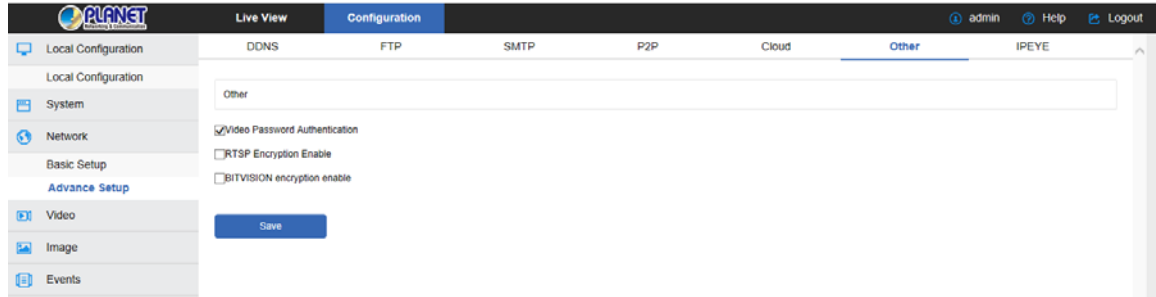 PLANET
Networking & Communication
Live View
Configuration
admin
Help
Logout
Local Configuration
Local Configuration
System
Network
Basic Setup
Advance Setup
Video
Image
Events
DDNS
FTP
SMTP
P2P
Cloud
Other
IPEYE
Other
Video Password Authentication
RTSP Encryption Enable
BITVISION encryption enable
Save